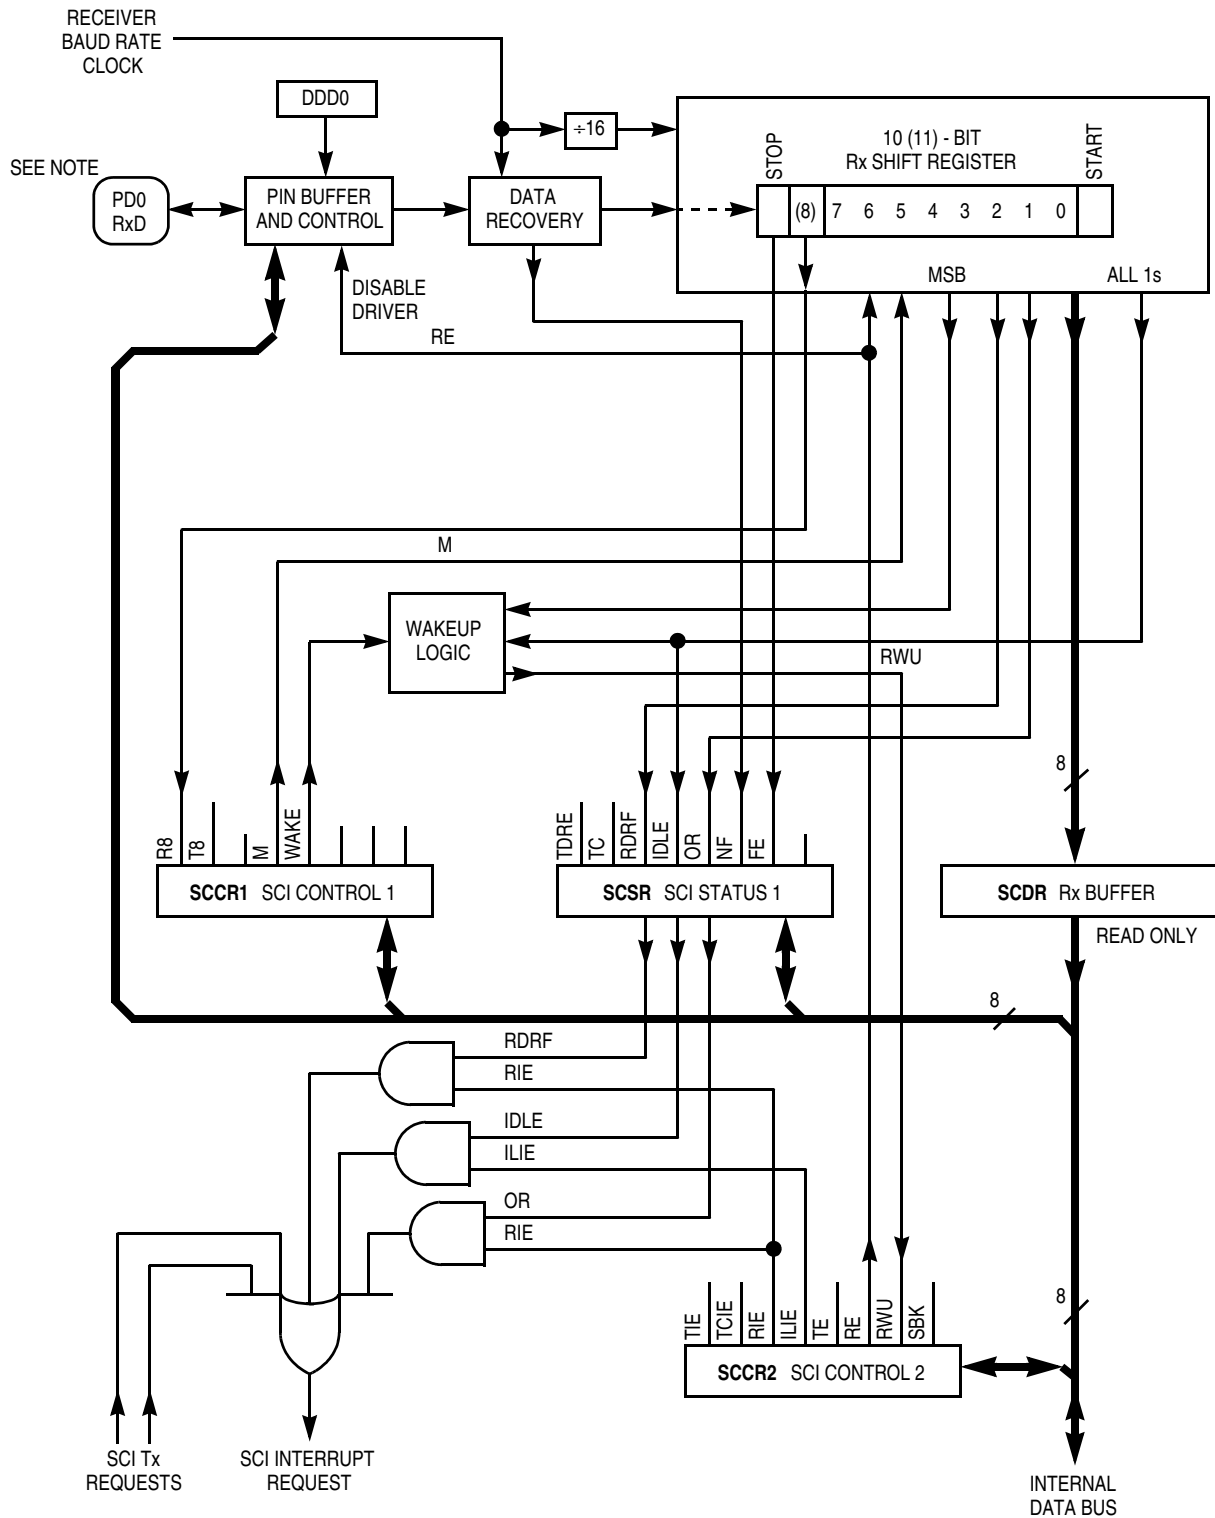 RECEIVER
BAUD RATE
CLOCK
DDD0
÷16
SEE NOTE
PD0
RxD
PIN BUFFER
AND CONTROL
DATA
RECOVERY
STOP
10 (11) - BIT
Rx SHIFT REGISTER
START
(8) 7 6 5 4 3 2 1 0
MSB
ALL 1s
DISABLE
DRIVER
RE
M
WAKEUP
LOGIC
RWU
8
R8
T8
M
WAKE
TDRE
TC
RDRF
IDLE
OR
NF
FE
SCCR1 SCI CONTROL 1
SCSR SCI STATUS 1
SCDR Rx BUFFER
READ ONLY
8
RDRF
RIE
IDLE
ILIE
OR
RIE
8
TIE
TCIE
RIE
ILIE
TE
RE
RWU
SBK
SCCR2 SCI CONTROL 2
SCI Tx
REQUESTS
SCI INTERRUPT
REQUEST
INTERNAL
DATA BUS